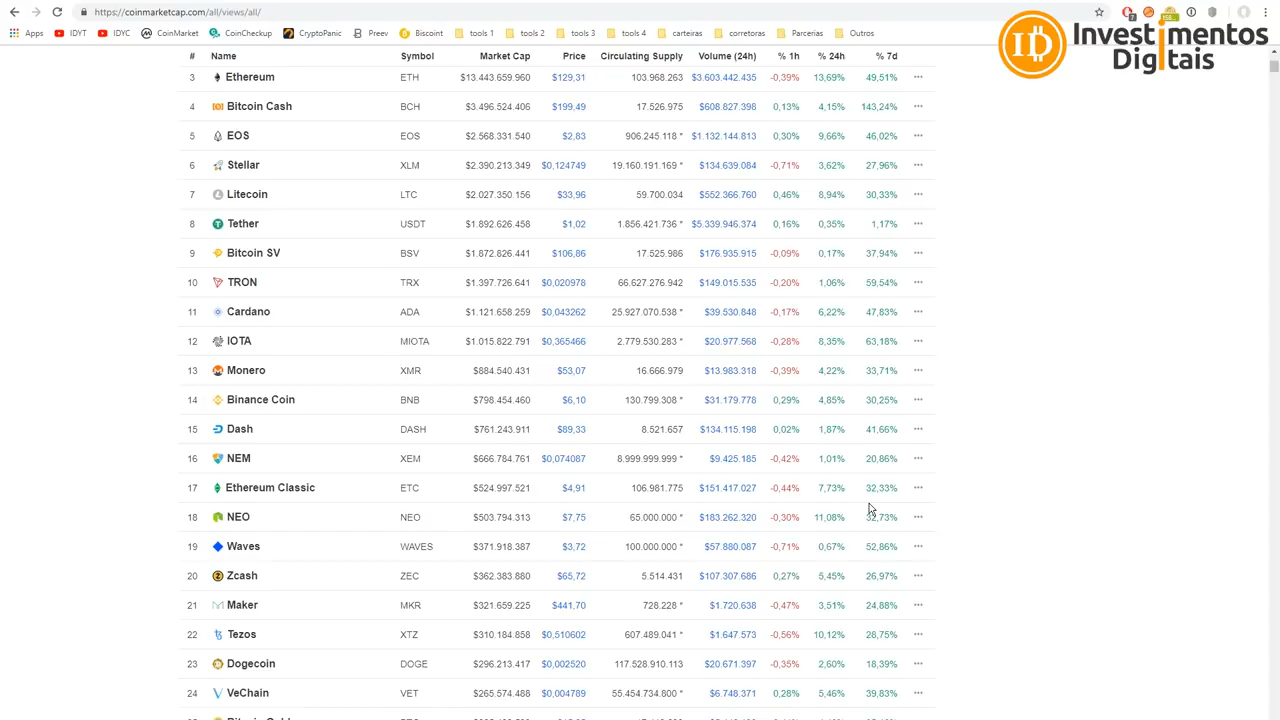 https://coinmarketcap.com/all/views/all/
Apps IDYT IDYC CoinMarket CoinCheckup CryptoPanic Preev Biscoint tools 1 tools 2 tools 3 tools 4 carteiras corretoras Parcerias Outros
ID Investimentos
Digitais
# Name Symbol Market Cap Price Circulating Supply Volume (24h) % 1h % 24h % 7d
3 Ethereum ETH $13.443.659.960 $129,31 103.968.263 $3.603.442.435 -0,39% 13,69% 49,51% ...
4 Bitcoin Cash BCH $3.496.524.406 $199,49 17.526.975 $608.827.398 0,13% 4,15% 143,24% ...
5 EOS EOS $2.568.331.540 $2,83 906.245.118 * $1.132.144.813 0,30% 9,66% 46,02% ...
6 Stellar XLM $2.390.213.349 $0,124749 19.160.191.169 * $134.639.084 -0,71% 3,62% 27,96% ...
7 Litecoin LTC $2.027.350.156 $33,96 59.700.034 $552.366.760 0,46% 8,94% 30,33% ...
8 Tether USDT $1.892.626.458 $1,02 1.856.421.736 * $5.339.946.374 0,16% 0,35% 1,17% ...
9 Bitcoin SV BSV $1.872.826.441 $106,86 17.525.986 $176.935.915 -0,09% 0,17% 37,94% ...
10 TRON TRX $1.397.726.641 $0,020978 66.627.276.942 $149.015.535 -0,20% 1,06% 59,54% ...
11 Cardano ADA $1.121.658.259 $0,043262 25.927.070.538 * $39.530.848 -0,17% 6,22% 47,83% ...
12 IOTA MIOTA $1.015.822.791 $0,365466 2.779.530.283 * $20.977.568 -0,28% 8,35% 63,18% ...
13 Monero XMR $884.540.431 $53,07 16.666.979 $13.983.318 -0,39% 4,22% 33,71% ...
14 Binance Coin BNB $798.454.460 $6,10 130.799.308 * $31.179.778 0,29% 4,85% 30,25% ...
15 Dash DASH $761.243.911 $89,33 8.521.657 $134.115.198 0,02% 1,87% 41,66% ...
16 NEM XEM $666.784.761 $0,074087 8.999.999.999 * $9.425.185 -0,42% 1,01% 20,86% ...
17 Ethereum Classic ETC $524.997.521 $4,91 106.981.775 $151.417.027 -0,44% 7,73% 32,33% ...
18 NEO NEO $503.794.313 $7,75 65.000.000 * $183.262.320 -0,30% 11,08% 32,73% ...
19 Waves WAVES $371.918.387 $3,72 100.000.000 * $57.880.087 -0,71% 0,67% 52,86% ...
20 Zcash ZEC $362.383.880 $65,72 5.514.431 $107.307.686 0,27% 5,45% 26,97% ...
21 Maker MKR $321.659.225 $441,70 728.228 * $1.720.638 -0,47% 3,51% 24,88% ...
22 Tezos XTZ $310.184.858 $0,510602 607.489.041 * $1.647.573 -0,56% 10,12% 28,75% ...
23 Dogecoin DOGE $296.213.417 $0,002520 117.528.910.113 $20.671.397 -0,35% 2,60% 18,39% ...
24 VeChain VET $265.574.488 $0,004789 55.454.734.800 * $6.748.371 0,28% 5,46% 39,83% ...